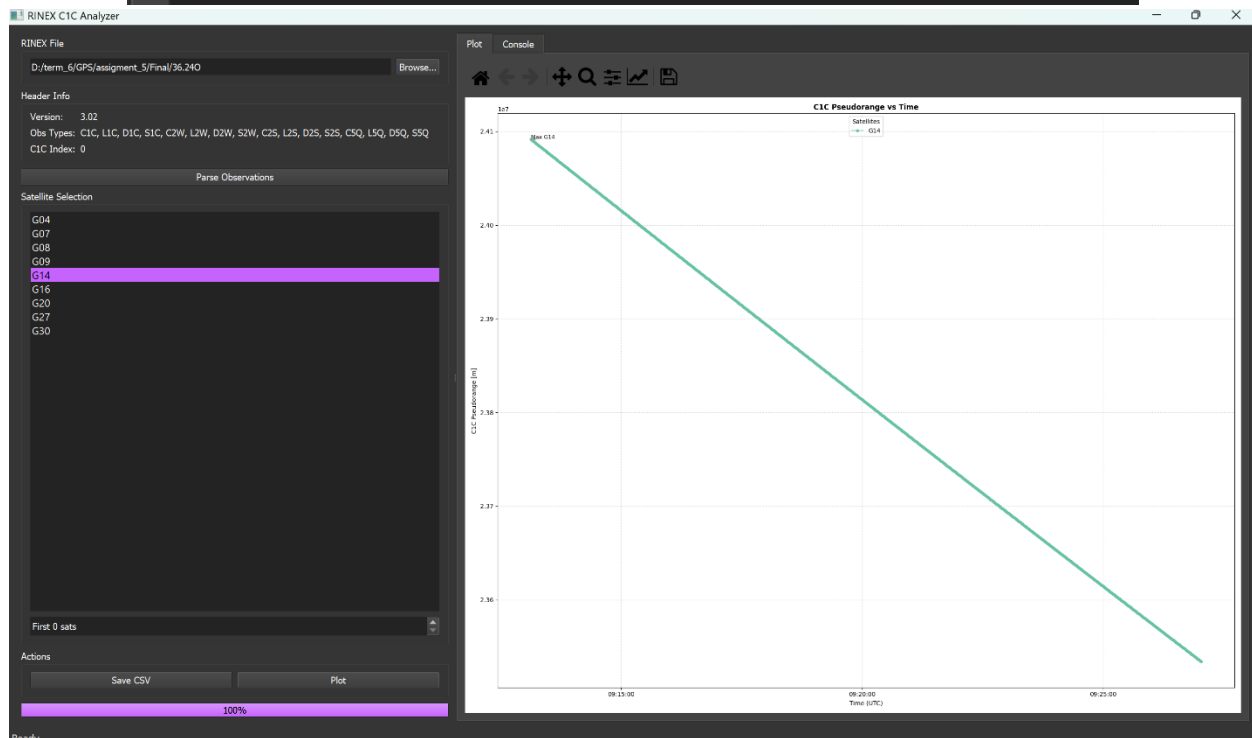 RINEX C1C Analyzer
RINEX File
D:/term_6/GPS/assigment_5/Final/36.24O
Browse...
Header Info
Version: 3.02
Obs Types: C1C, L1C, D1C, S1C, C2W, L2W, D2W, S2W, C2S, L2S, D2S, S2S, C5Q, L5Q, D5Q, S5Q
C1C Index: 0
Parse Observations
Satellite Selection
G04
G07
G08
G09
G14
G16
G20
G27
G30
First 0 sats
Actions
Save CSV
Plot
100%
Ready
Plot
Console
C1C Pseudorange vs Time
1e7
Satellites
G14
Max G14
2.41
2.40
2.39
2.38
2.37
2.36
C1C Pseudorange [m]
09:15:00
09:20:00
09:25:00
Time (UTC)